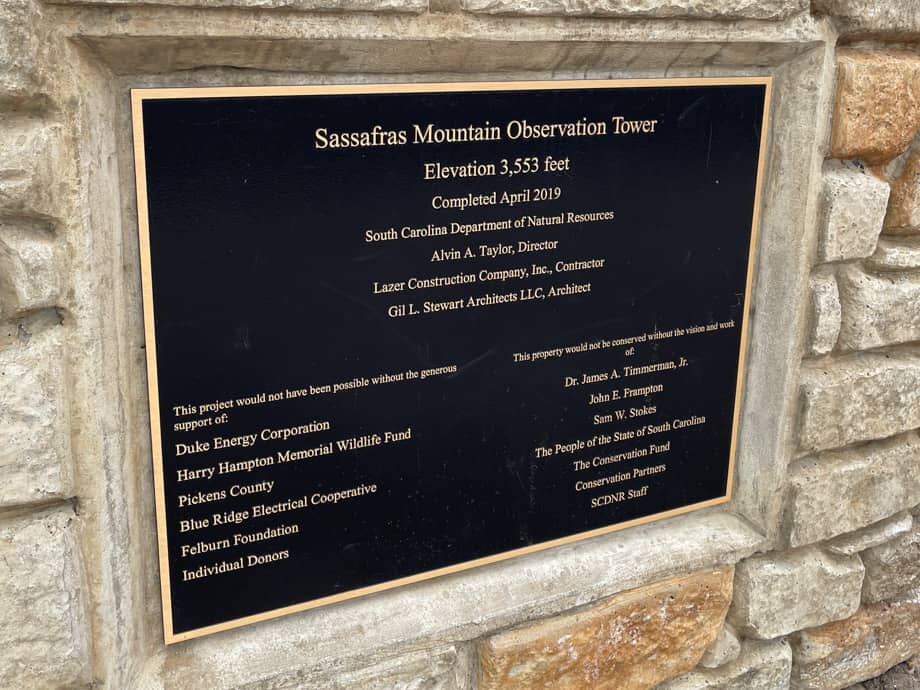 Sassafras Mountain Observation Tower
Elevation 3,553 feet
Completed April 2019
South Carolina Department of Natural Resources
Alvin A. Taylor, Director
Lazer Construction Company, Inc., Contractor
Gil L. Stewart Architects LLC, Architect
This project would not have been possible without the generous
support of:
Duke Energy Corporation
Harry Hampton Memorial Wildlife Fund
Pickens County
Blue Ridge Electrical Cooperative
Felburn Foundation
Individual Donors
This property would not be conserved without the vision and work
of:
Dr. James A. Timmerman, Jr.
John E. Frampton
Sam W. Stokes
The People of the State of South Carolina
The Conservation Fund
Conservation Partners
SCDNR Staff